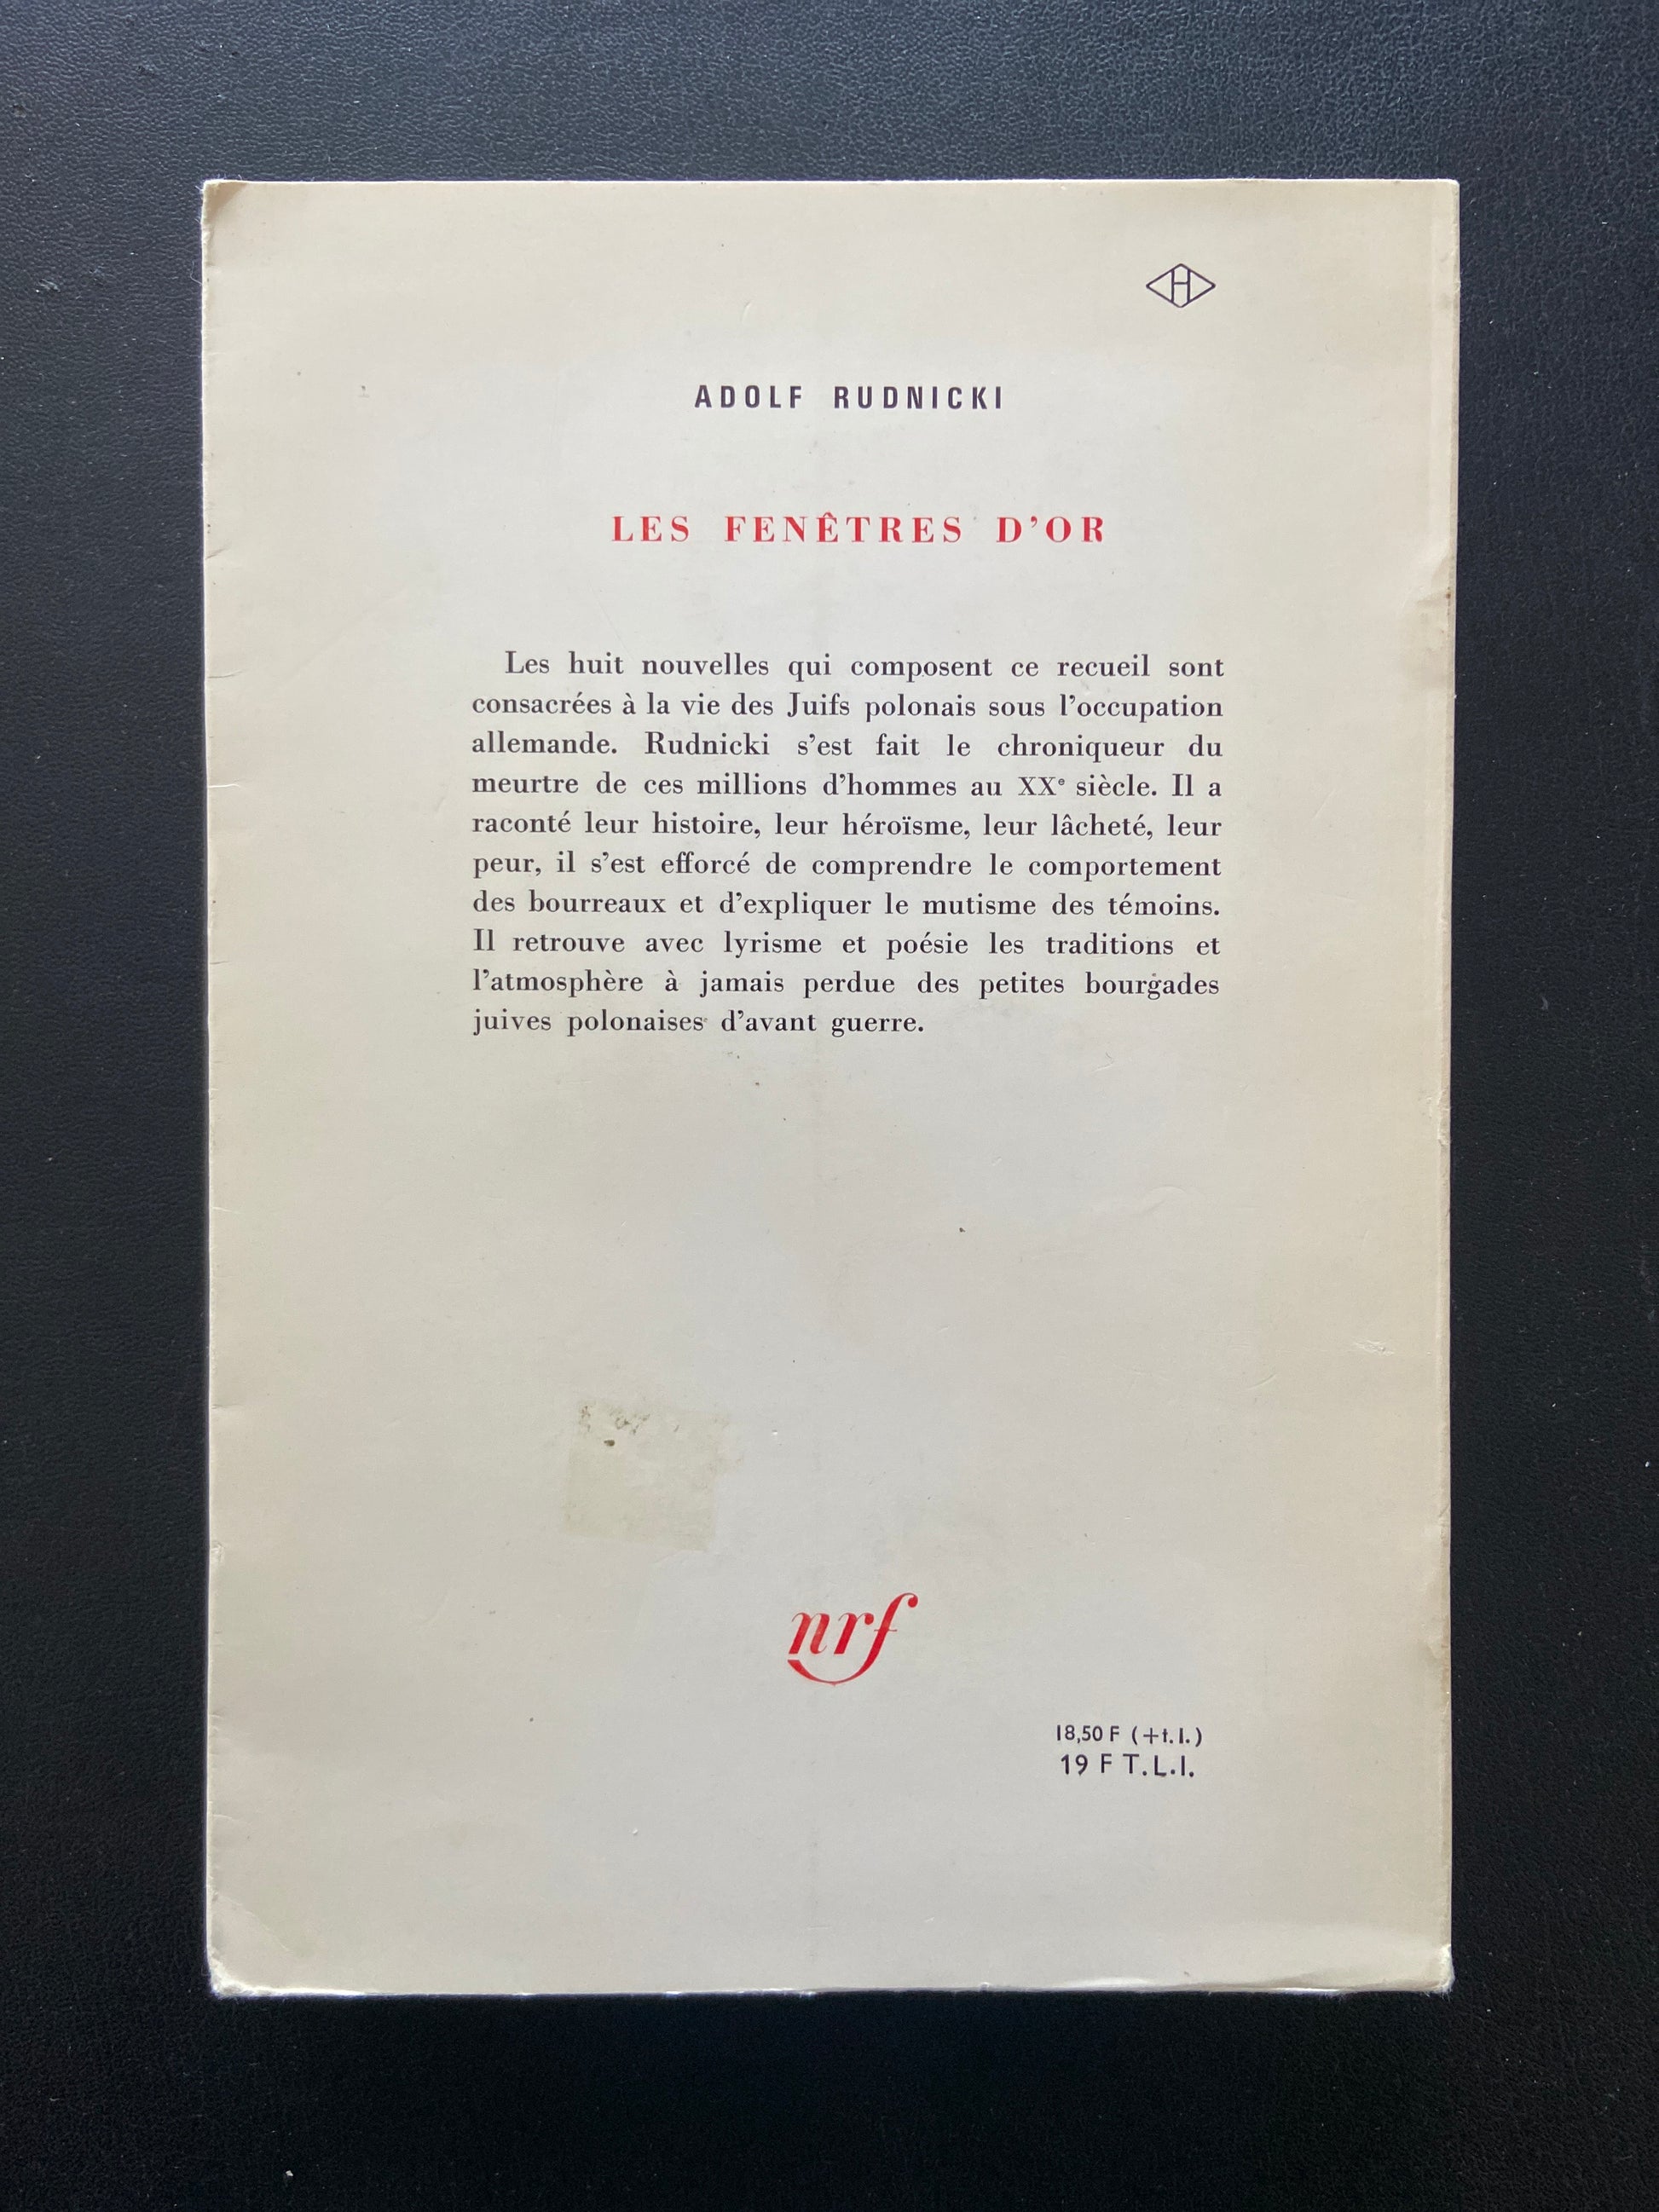 H
ADOLF RUDNICKI
LES FENÊTRES D'OR
Les huit nouvelles qui composent ce recueil sont
consacrées à la vie des Juifs polonais sous l'occupation
allemande. Rudnicki s'est fait le chroniqueur du
meurtre de ces millions d'hommes au XXᵉ siècle. Il a
raconté leur histoire, leur héroïsme, leur lâcheté, leur
peur, il s'est efforcé de comprendre le comportement
des bourreaux et d'expliquer le mutisme des témoins.
Il retrouve avec lyrisme et poésie les traditions et
l'atmosphère à jamais perdue des petites bourgades
juives polonaises d'avant guerre.
nrf
18,50 F (+t.l.)
19 F T.L.I.